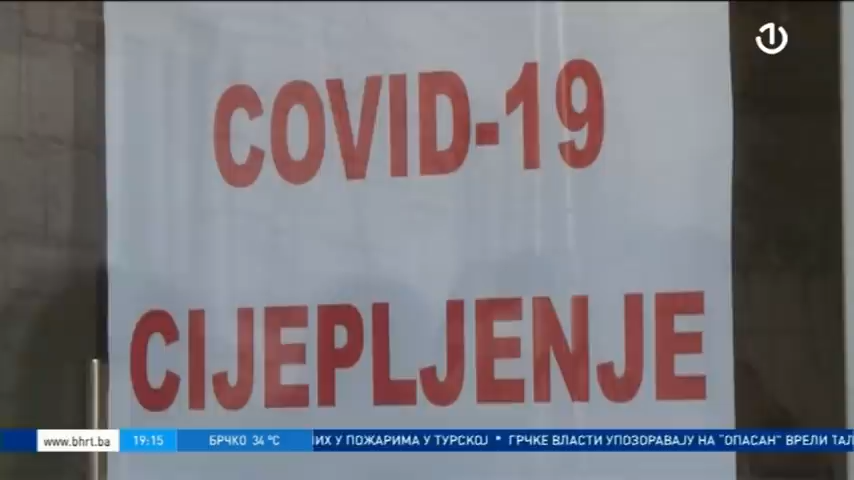 1
COVID-19
CIJEPLJENJE
www.bhrt.ba 19:15 БРЧКО 34 °C ИХ У ПОЖАРИМА У ТУРСКОЈ * ГРЧКЕ ВЛАСТИ УПОЗОРАВАЈУ НА "ОПАСАН" ВРЕЛИ ТАЛ